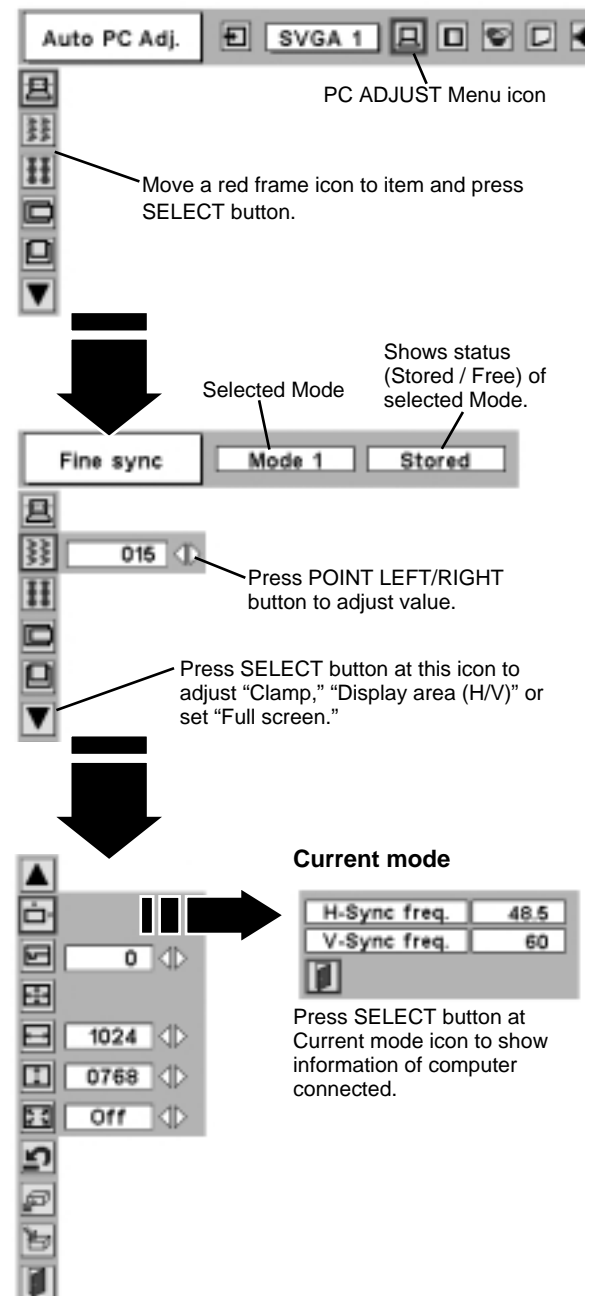 Auto PC Adj.
SVGA 1
PC ADJUST Menu icon
Move a red frame icon to item and press
SELECT button.
Shows status
(Stored / Free) of
selected Mode.
Selected Mode
Fine sync
Mode 1
Stored
015
Press POINT LEFT/RIGHT
button to adjust value.
Press SELECT button at this icon to
adjust “Clamp,” “Display area (H/V)” or
set “Full screen.”
Current mode
H-Sync freq. 48.5
V-Sync freq. 60
0
1024
0768
Off
Press SELECT button at
Current mode icon to show
information of computer
connected.